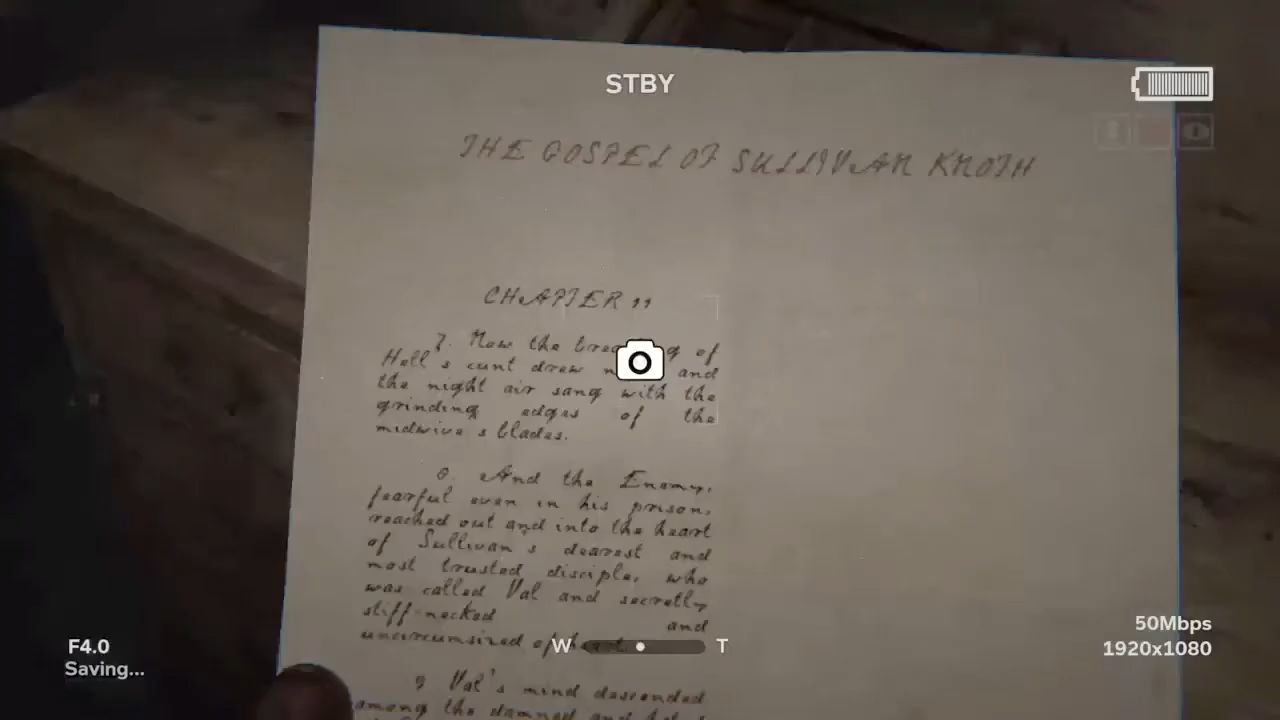 STBY
THE GOSPEL OF SULLIVAN KNOTH
CHAPTER 11
7. Now the of
Hell's cunt drew and
the night air sang with the
grinding edges of the
midwive's blades.
8. And the Enemy,
fearful even in his prison,
reached out and into the heart
of Sullivan's dearest and
most trusted disciple, who
was called Val and secretly
stiff-necked and
uncircumsized of heart.
9 Val's mind descended
among the damned and
W T
F4.0
Saving...
50Mbps
1920x1080